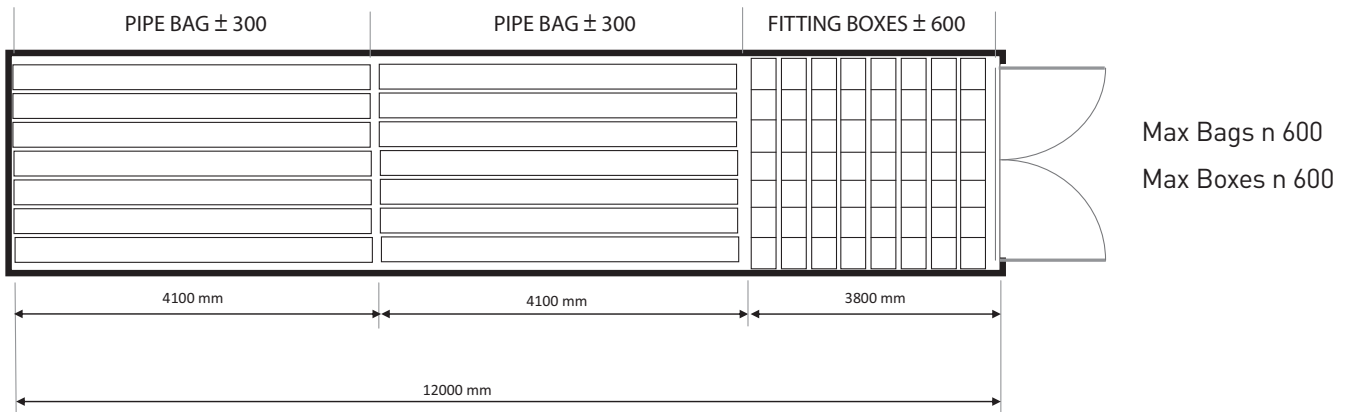 PIPE BAG ± 300
PIPE BAG ± 300
FITTING BOXES ± 600
Max Bags n 600
Max Boxes n 600
4100 mm
4100 mm
3800 mm
12000 mm